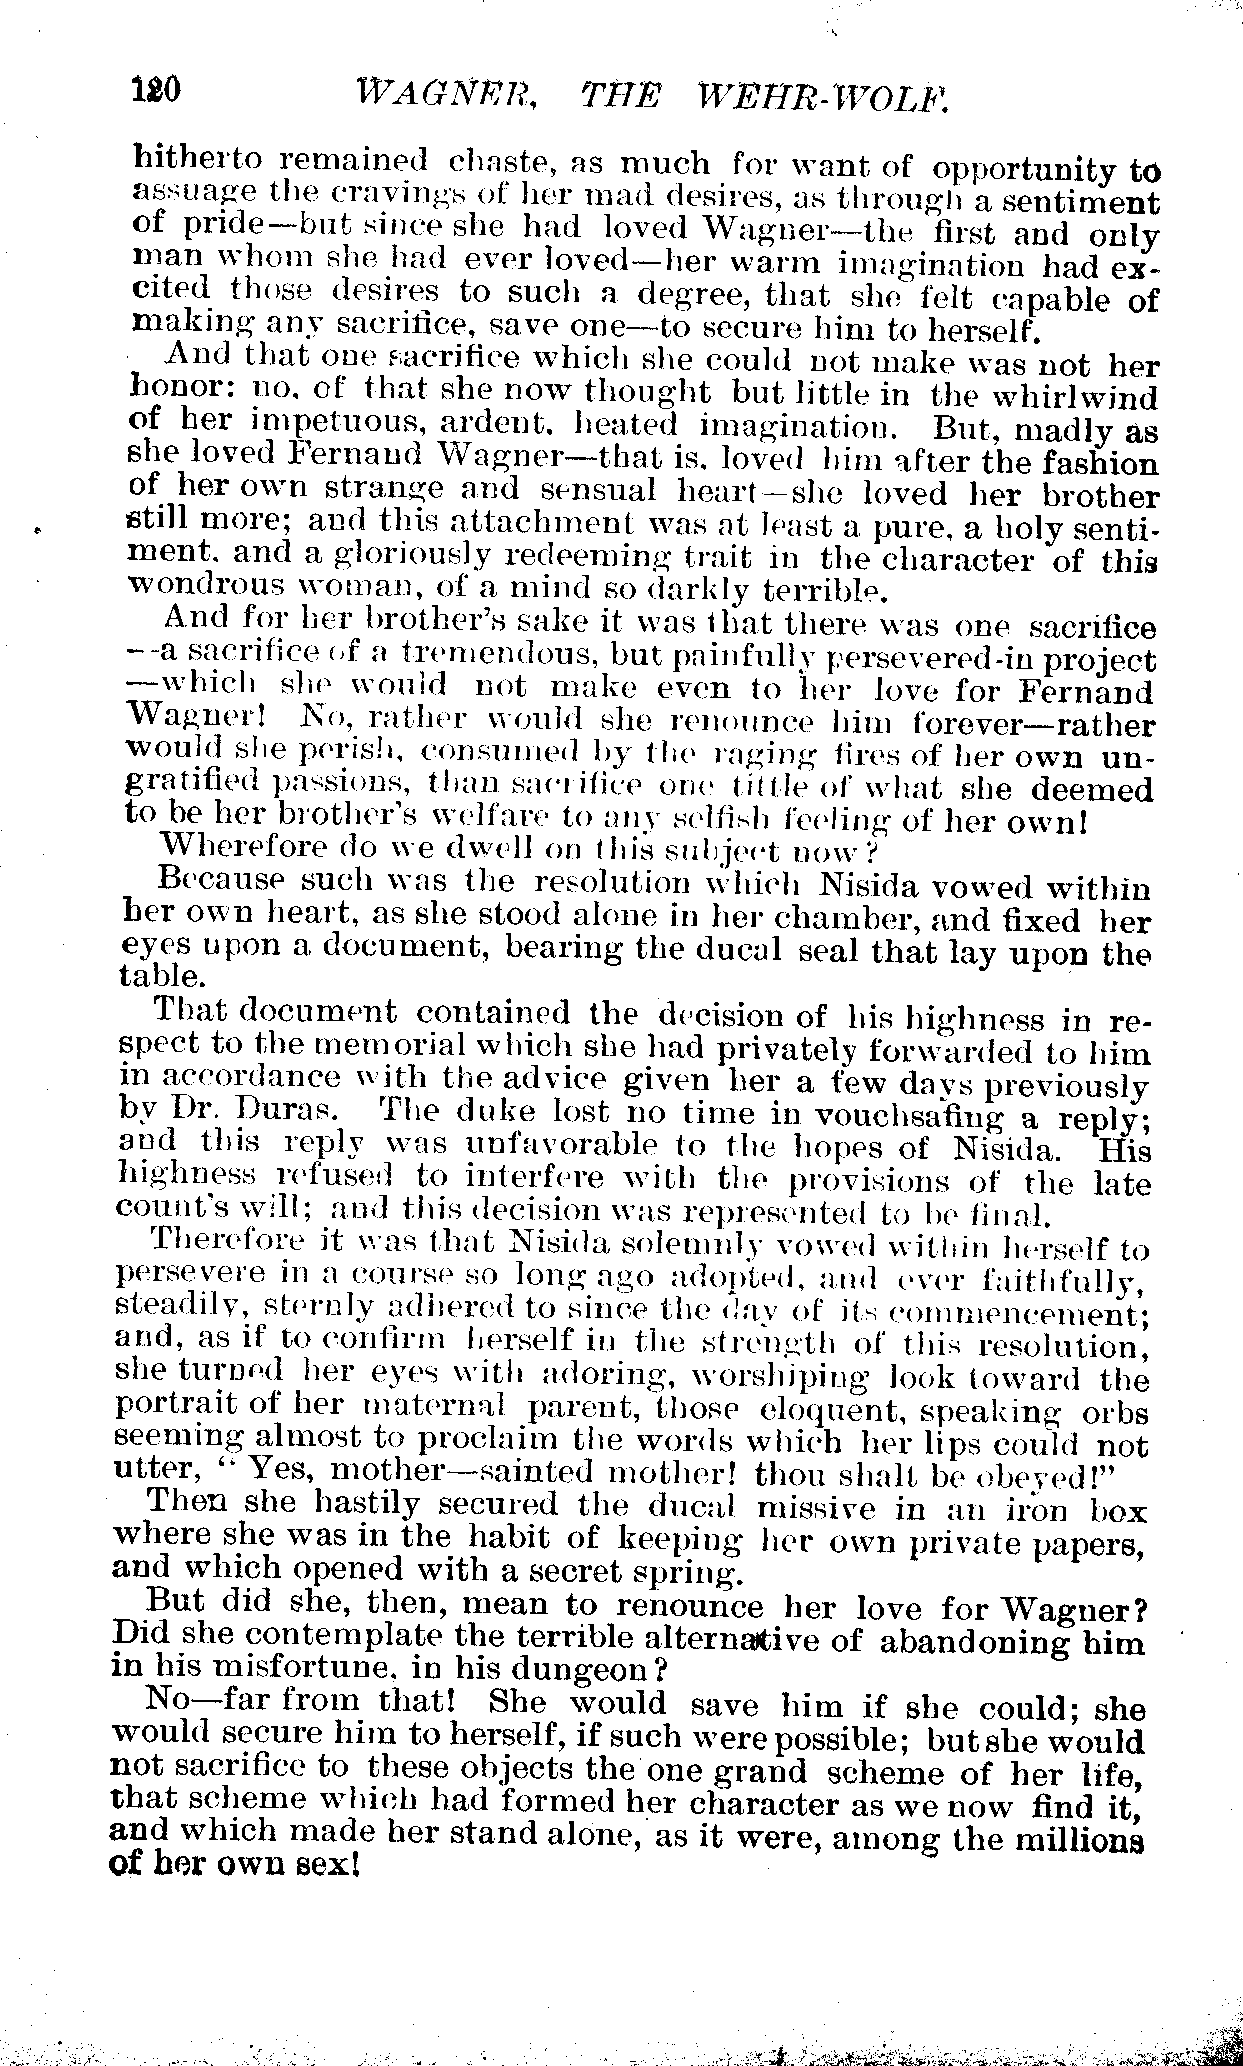 120 WAGNER, THE WEHR-WOLF.
hitherto remained chaste, as much for want of opportunity to
assuage the cravings of her mad desires, as through a sentiment
of pride—but since she had loved Wagner—the first and only
man whom she had ever loved—her warm imagination had ex-
cited those desires to such a degree, that she felt capable of
making any sacrifice, save one—to secure him to herself.
And that one sacrifice which she could not make was not her
honor: no, of that she now thought but little in the whirlwind
of her impetuous, ardent, heated imagination. But, madly as
she loved Fernand Wagner—that is, loved him after the fashion
of her own strange and sensual heart—she loved her brother
still more; and this attachment was at least a pure, a holy senti-
ment, and a gloriously redeeming trait in the character of this
wondrous woman, of a mind so darkly terrible.
And for her brother's sake it was that there was one sacrifice
--a sacrifice of a tremendous, but painfully persevered-in project
—which she would not make even to her love for Fernand
Wagner! No, rather would she renounce him forever—rather
would she perish, consumed by the raging fires of her own un-
gratified passions, than sacrifice one tittle of what she deemed
to be her brother's welfare to any selfish feeling of her own!
Wherefore do we dwell on this subject now?
Because such was the resolution which Nisida vowed within
her own heart, as she stood alone in her chamber, and fixed her
eyes upon a document, bearing the ducal seal that lay upon the
table.
That document contained the decision of his highness in re-
spect to the memorial which she had privately forwarded to him
in accordance with the advice given her a few days previously
by Dr. Duras. The duke lost no time in vouchsafing a reply;
and this reply was unfavorable to the hopes of Nisida. His
highness refused to interfere with the provisions of the late
count's will; and this decision was represented to be final.
Therefore it was that Nisida solemnly vowed within herself to
persevere in a course so long ago adopted, and ever faithfully,
steadily, sternly adhered to since the day of its commencement;
and, as if to confirm herself in the strength of this resolution,
she turned her eyes with adoring, worshiping look toward the
portrait of her maternal parent, those eloquent, speaking orbs
seeming almost to proclaim the words which her lips could not
utter, “ Yes, mother—sainted mother! thou shalt be obeyed!”
Then she hastily secured the ducal missive in an iron box
where she was in the habit of keeping her own private papers,
and which opened with a secret spring.
But did she, then, mean to renounce her love for Wagner?
Did she contemplate the terrible alternative of abandoning him
in his misfortune, in his dungeon?
No—far from that! She would save him if she could; she
would secure him to herself, if such were possible; but she would
not sacrifice to these objects the one grand scheme of her life,
that scheme which had formed her character as we now find it,
and which made her stand alone, as it were, among the millions
of her own sex!